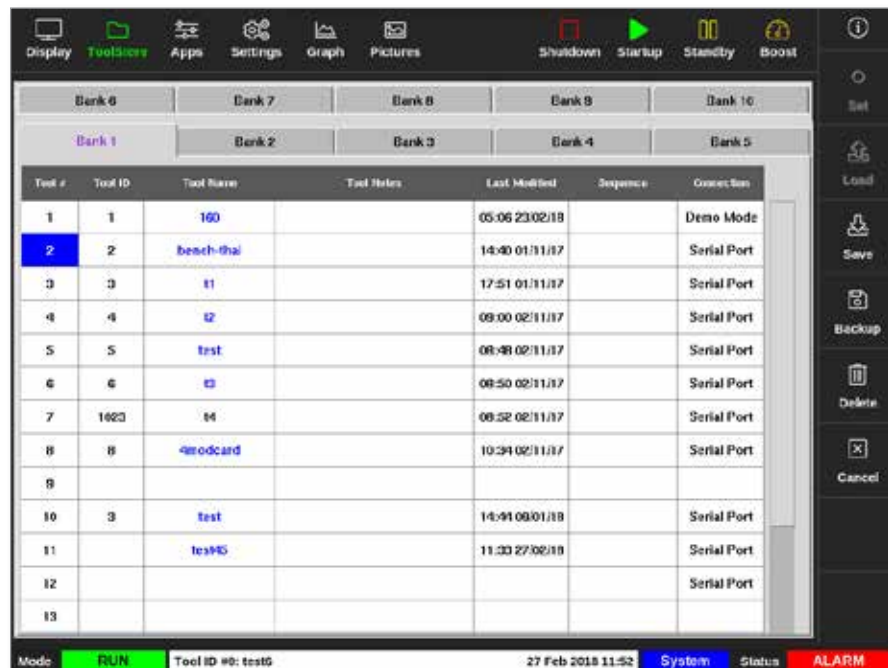 Display ToolStore Apps Settings Graph Pictures Shutdown Startup Standby Boost
Set
Load
Save
Backup
Delete
Cancel
Bank 6 Bank 7 Bank 8 Bank 9 Bank 10
Bank 1 Bank 2 Bank 3 Bank 4 Bank 5
Tool # Tool ID Tool Name Tool Notes Last Modified Sequence Connection
1 1 160 05:06 23/02/18 Demo Mode
2 2 bench-thai 14:40 01/11/17 Serial Port
3 3 t1 17:51 01/11/17 Serial Port
4 4 t2 08:00 02/11/17 Serial Port
5 5 test 08:48 02/11/17 Serial Port
6 6 t3 08:50 02/11/17 Serial Port
7 1023 t4 08:52 02/11/17 Serial Port
8 8 4modcard 10:34 02/11/17 Serial Port
9
10 3 test 14:44 Serial Port
11 test45 11:33 27/02/18 Serial Port
12 Serial Port
13
Mode RUN Tool ID #0: test6 27 Feb 2018 11:52 System Status ALARM